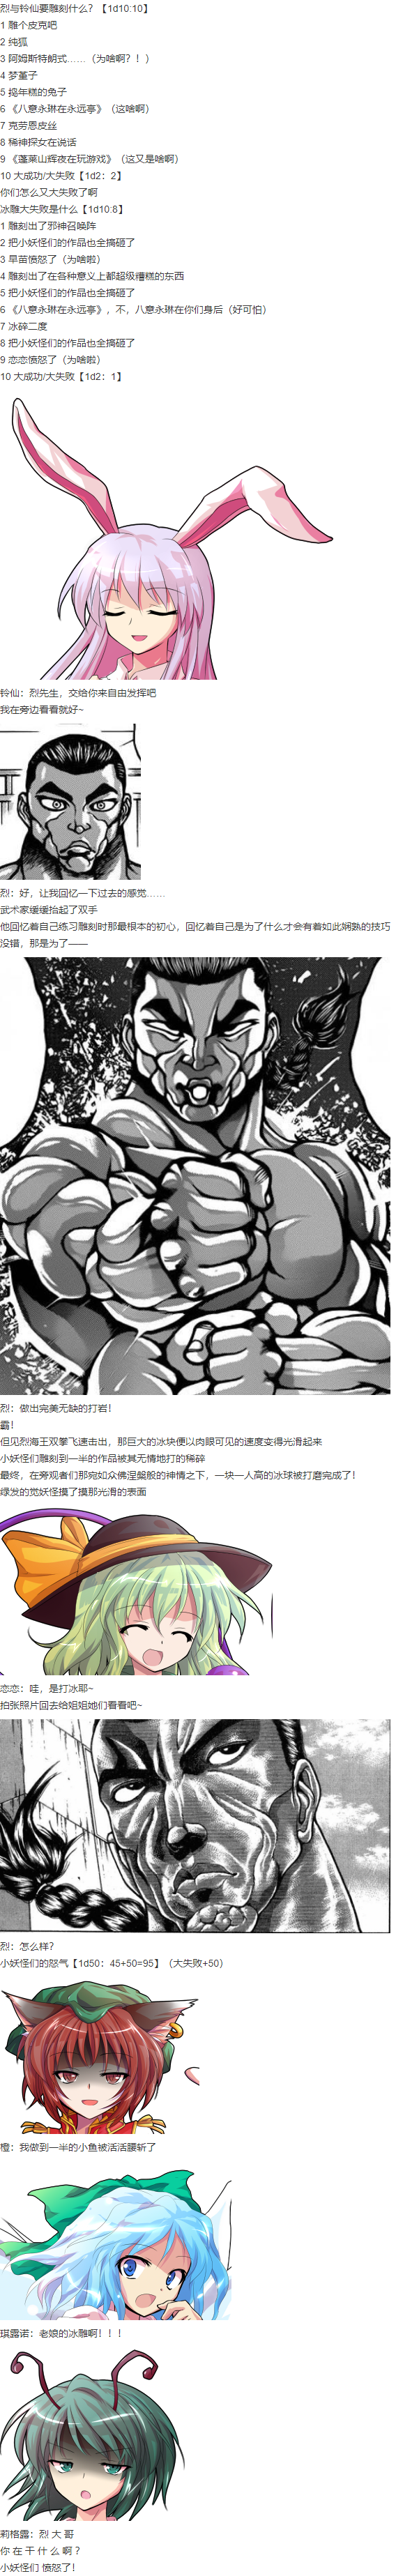 烈与铃仙要雕刻什么？【1d10:10】
1 雕个皮克吧
2 纯狐
3 阿姆斯特朗式……（为啥啊？！）
4 梦堇子
5 捣年糕的兔子
6 《八意永琳在永远亭》（这啥啊）
7 克劳恩皮丝
8 稀神探女在说话
9 《蓬莱山辉夜在玩游戏》（这又是啥啊）
10 大成功/大失败【1d2：2】
你们怎么又大失败了啊
冰雕大失败是什么【1d10:8】
1 雕刻出了邪神召唤阵
2 把小妖怪们的作品也全搞砸了
3 早苗愤怒了（为啥啦）
4 雕刻出了在各种意义上都超级糟糕的东西
5 把小妖怪们的作品也全搞砸了
6 《八意永琳在永远亭》，不，八意永琳在你们身后（好可怕）
7 冰碎二度
8 把小妖怪们的作品也全搞砸了
9 恋恋愤怒了（为啥啦）
10 大成功/大失败【1d2：1】
铃仙：烈先生，交给你来自由发挥吧
我在旁边看看就好~
烈：好，让我回忆一下过去的感觉……
武术家缓缓抬起了双手
他回忆着自己练习雕刻时那最根本的初心，回忆着自己是为了什么才会有着如此娴熟的技巧
没错，那是为了——
烈：做出完美无缺的打岩！
霸！
但见烈海王双拳飞速击出，那巨大的冰块便以肉眼可见的速度变得光滑起来
小妖怪们雕刻到一半的作品被其无情地打的稀碎
最终，在旁观者们那宛如众佛涅槃般的神情之下，一块一人高的冰球被打磨完成了！
绿发的觉妖怪摸了摸那光滑的表面
恋恋：哇，是打冰耶~
拍张照片回去给姐姐她们看看吧~
烈：怎么样？
小妖怪们的怒气【1d50：45+50=95】（大失败+50）
橙：我做到一半的小鱼被活活腰斩了
琪露诺：老娘的冰雕啊！！！
莉格露：烈 大 哥
你 在 干 什 么 啊 ？
小妖怪们 愤怒了！